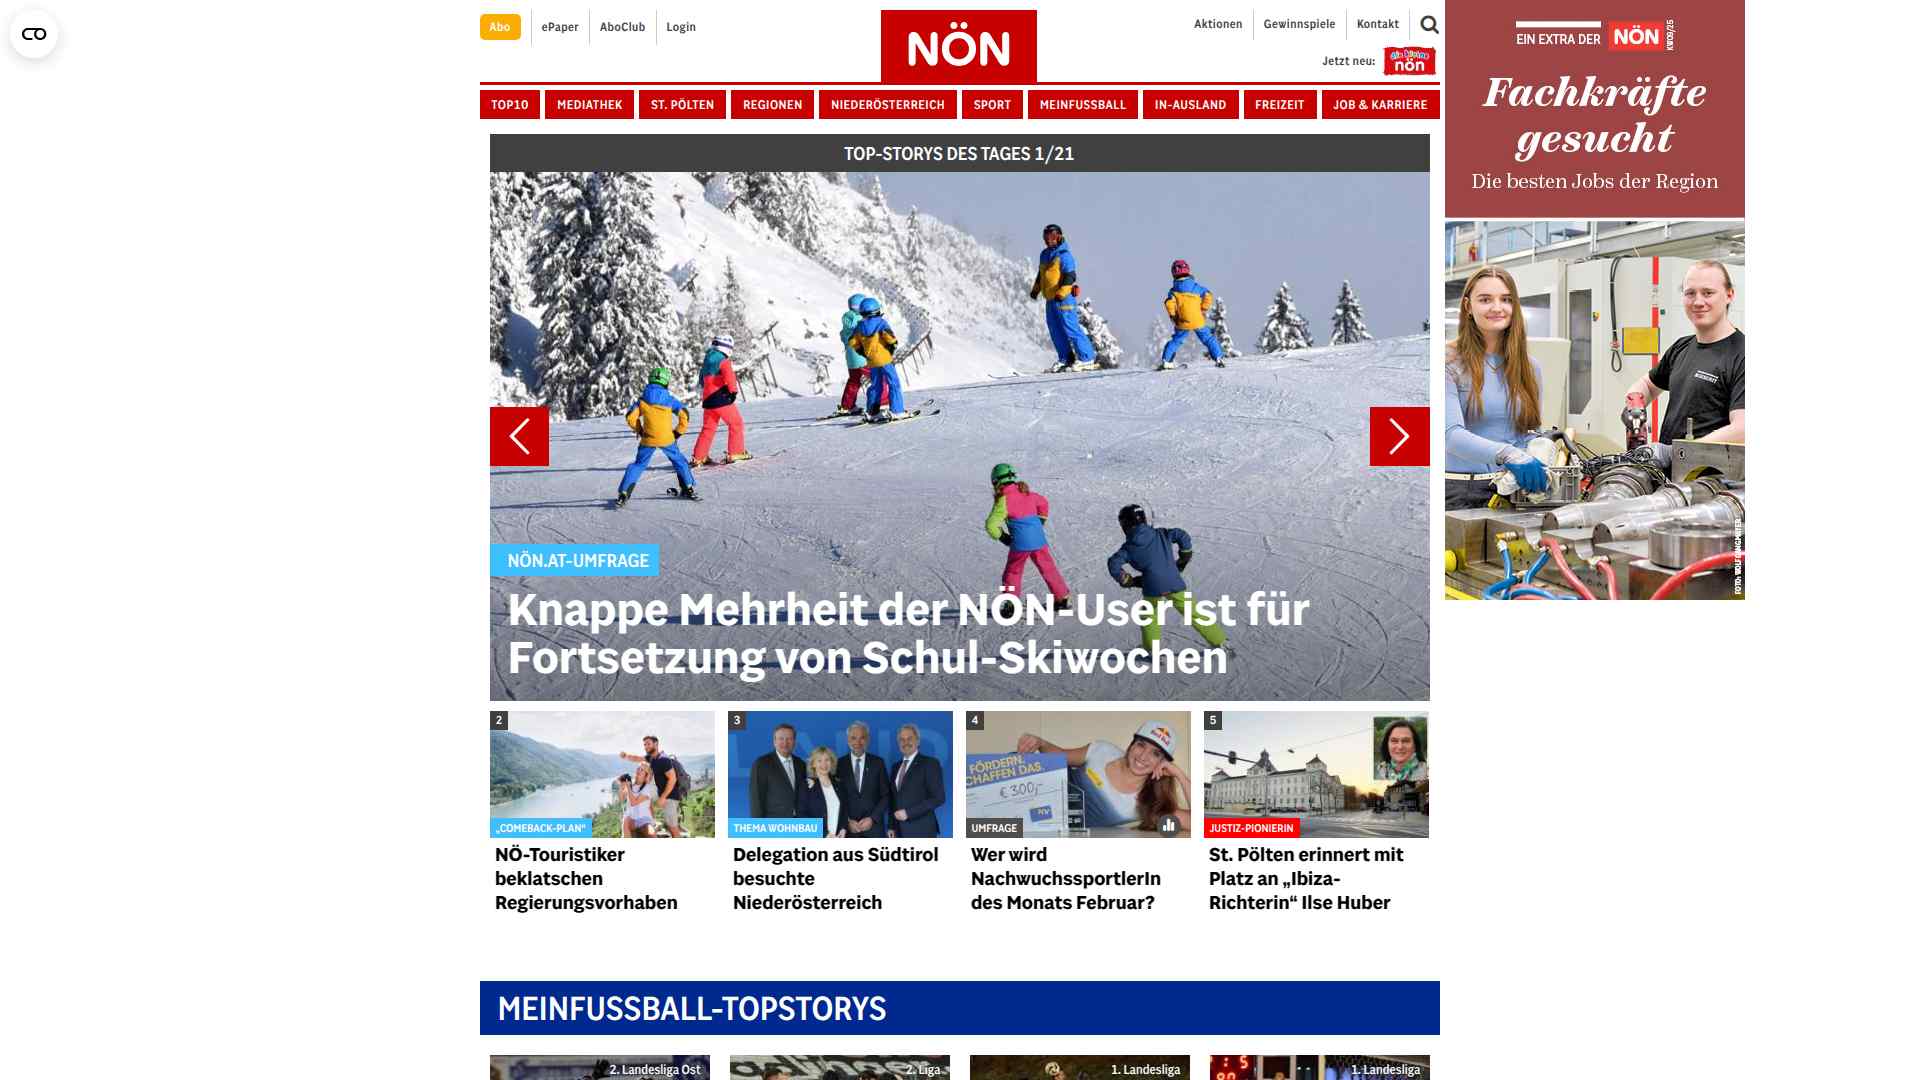 Abo
ePaper
AboClub
Login
NÖN
Aktionen
Gewinnspiele
Kontakt
Jetzt neu:
die kleine
nön
TOP10
MEDIATHEK
ST. PÖLTEN
REGIONEN
NIEDERÖSTERREICH
SPORT
MEINFUSSBALL
IN-AUSLAND
FREIZEIT
JOB & KARRIERE
TOP-STORYS DES TAGES 1/21
NÖN.AT-UMFRAGE
Knappe Mehrheit der NÖN-User ist für
Fortsetzung von Schul-Skiwochen
2
„COMEBACK-PLAN“
NÖ-Touristiker
beklatschen
Regierungsvorhaben
3
THEMA WOHNBAU
Delegation aus Südtirol
besuchte
Niederösterreich
4
FÖRDERN.
SCHAFFEN DAS.
€ 300,-
NV
Red Bull
UMFRAGE
Wer wird
NachwuchssportlerIn
des Monats Februar?
5
JUSTIZ-PIONIERIN
St. Pölten erinnert mit
Platz an „Ibiza-
Richterin“ Ilse Huber
MEINFUSSBALL-TOPSTORYS
2. Landesliga Ost
2. Liga
1. Landesliga
1. Landesliga
EIN EXTRA DER
NÖN
KW09/25
Fachkräfte
gesucht
Die besten Jobs der Region